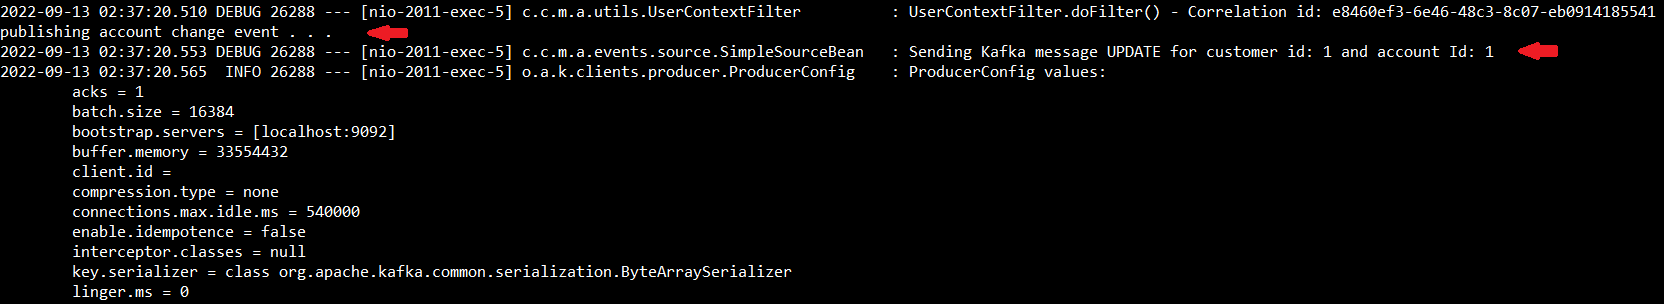 2022-09-13 02:37:20.510 DEBUG 26288 --- [nio-2011-exec-5] c.c.m.a.utils.UserContextFilter : UserContextFilter.doFilter() - Correlation id: e8460ef3-6e46-48c3-8c07-eb0914185541
publishing account change event . . .
2022-09-13 02:37:20.553 DEBUG 26288 --- [nio-2011-exec-5] c.c.m.a.events.source.SimpleSourceBean : Sending Kafka message UPDATE for customer id: 1 and account Id: 1
2022-09-13 02:37:20.565 INFO 26288 --- [nio-2011-exec-5] o.a.k.clients.producer.ProducerConfig : ProducerConfig values:
acks = 1
batch.size = 16384
bootstrap.servers = [localhost:9092]
buffer.memory = 33554432
client.id =
compression.type = none
connections.max.idle.ms = 540000
enable.idempotence = false
interceptor.classes = null
key.serializer = class org.apache.kafka.common.serialization.ByteArraySerializer
linger.ms = 0